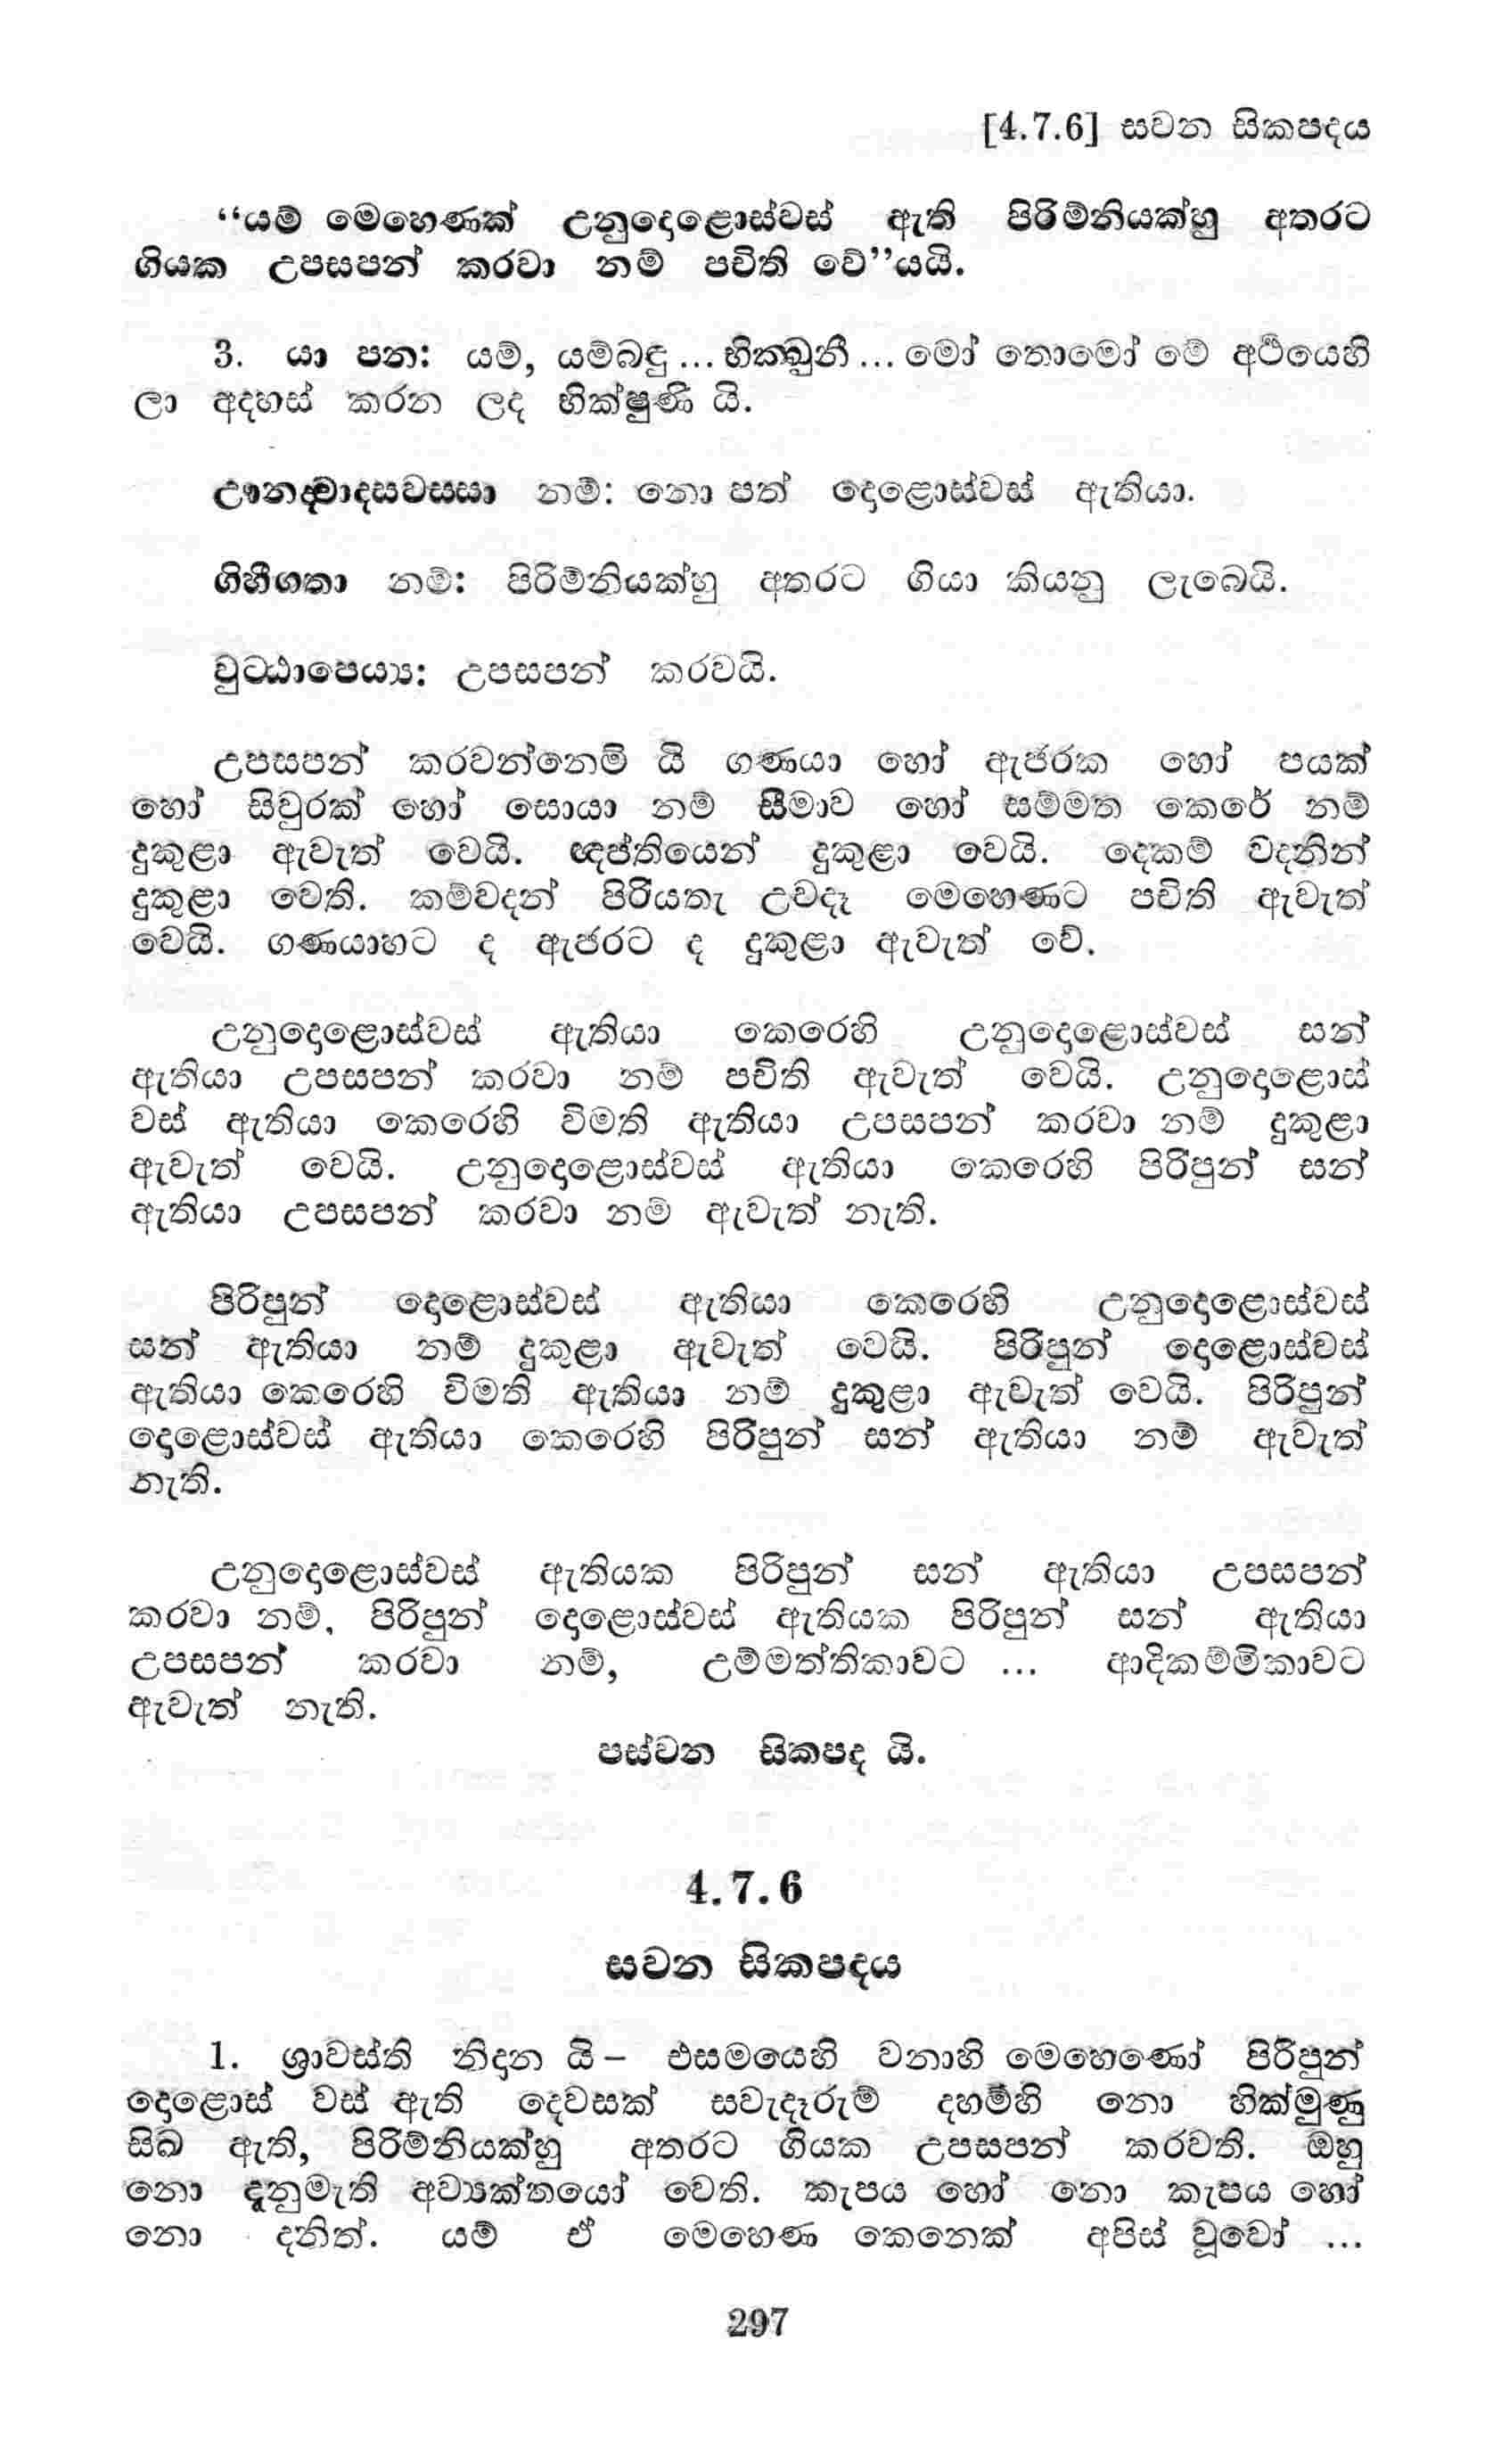 [4.7.6] සවන සිකපදය
“යම් මෙහෙණක් උනුදොළොස්වස් ඇති පිරිම්නියක්හු අතරට
ගියක උපසපන් කරවා නම් පචිති වේ”යයි.
3. යා පන: යම්, යම්බඳු ... භික්ඛුනී ... මෝ තොමෝ මේ අර්‍ථයෙහි
ලා අදහස් කරන ලද භික්ෂුණී යි.
ඌනද්වාදසවස්සා නම්: නො පත් දොළොස්වස් ඇතියා.
ගිහීගතා නම්: පිරිම්නියක්හු අතරට ගියා කියනු ලැබෙයි.
වුට්ඨාපෙය්‍ය: උපසපන් කරවයි.
උපසපන් කරවන්නෙමි යි ගණයා හෝ ඇජරක හෝ පයක්
හෝ සිවුරක් හෝ සොයා නම් සීමාව හෝ සම්මත කෙරේ නම්
දුකුළා ඇවැත් වෙයි. ඥප්තියෙන් දුකුළා වෙයි. දෙකම් වදනින්
දුකුළා වෙති. කම්වදන් පිරියතැ උවදෑ මෙහෙණට පචිති ඇවැත්
වෙයි. ගණයාහට ද ඇජරට ද දුකුළා ඇවැත් වේ.
උනුදොළොස්වස් ඇතියා කෙරෙහි උනුදොළොස්වස් සන්
ඇතියා උපසපන් කරවා නම් පචිති ඇවැත් වෙයි. උනුදොළොස්
වස් ඇතියා කෙරෙහි විමති ඇතියා උපසපන් කරවා නම් දුකුළා
ඇවැත් වෙයි. උනුදොළොස්වස් ඇතියා කෙරෙහි පිරිපුන් සන්
ඇතියා උපසපන් කරවා නම් ඇවැත් නැති.
පිරිපුන් දොළොස්වස් ඇතියා කෙරෙහි උනුදොළොස්වස්
සන් ඇතියා නම් දුකුළා ඇවැත් වෙයි. පිරිපුන් දොළොස්වස්
ඇතියා කෙරෙහි විමති ඇතියා නම් දුකුළා ඇවැත් වෙයි. පිරිපුන්
දොළොස්වස් ඇතියා කෙරෙහි පිරිපුන් සන් ඇතියා නම් ඇවැත්
නැති.
උනුදොළොස්වස් ඇතියක පිරිපුන් සන් ඇතියා උපසපන්
කරවා නම්, පිරිපුන් දොළොස්වස් ඇතියක පිරිපුන් සන් ඇතියා
උපසපන් කරවා නම්, උම්මත්තිකාවට ... ආදිකම්මිකාවට
ඇවැත් නැති.
පස්වන සිකපද යි.
4.7.6
සවන සිකපදය
1. ශ්‍රාවස්ති නිදාන යි – එසමයෙහි වනාහි මෙහෙණෝ පිරිපුන්
දොළොස් වස් ඇති දෙවසක් සවැදෑරුම් දහම්හි නො හික්මුණු
සිඛ ඇති, පිරිම්නියක්හු අතරට ගියක උපසපන් කරවති. ඔහු
නො දැනුමැති අව්‍යක්තයෝ වෙති. කැපය හෝ නො කැපය හෝ
නො දනිත්. යම් ඒ මෙහෙණ කෙනෙක් අපිස් වූවෝ ...
297